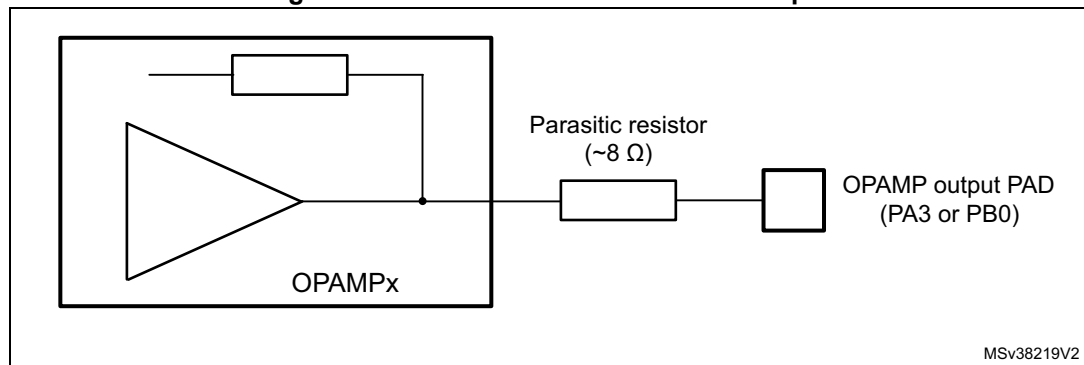 Parasitic resistor
(~8 Ω)
OPAMP output PAD
(PA3 or PB0)
OPAMPx
MSv38219V2